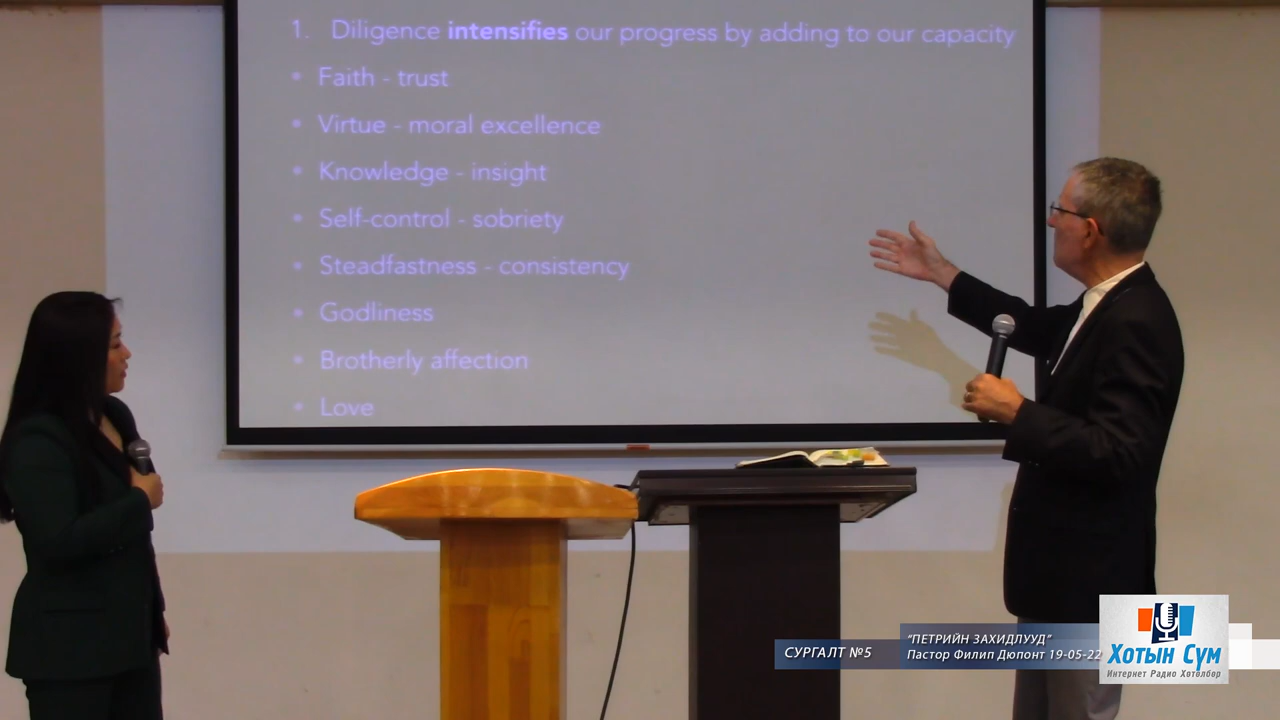 1. Diligence intensifies our progress by adding to our capacity
• Faith - trust
• Virtue - moral excellence
• Knowledge - insight
• Self-control - sobriety
• Steadfastness - consistency
• Godliness
• Brotherly affection
• Love
СУРГАЛТ №5
"ПЕТРИЙН ЗАХИДЛУУД"
Пастор Филип Дюпонт 19-05-22
Хотын Сүм
Интернет Радио Хөтөлбөр